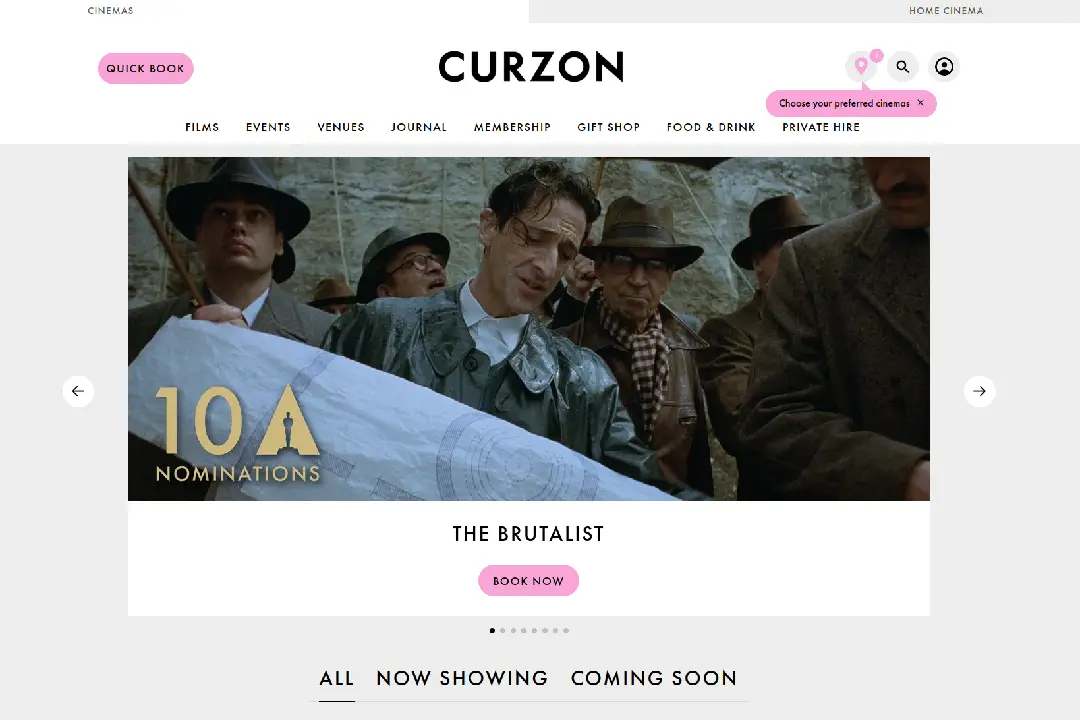 CINEMAS
HOME CINEMA
QUICK BOOK
CURZON
Choose your preferred cinemas
FILMS EVENTS VENUES JOURNAL MEMBERSHIP GIFT SHOP FOOD & DRINK PRIVATE HIRE
10
NOMINATIONS
THE BRUTALIST
BOOK NOW
ALL NOW SHOWING COMING SOON